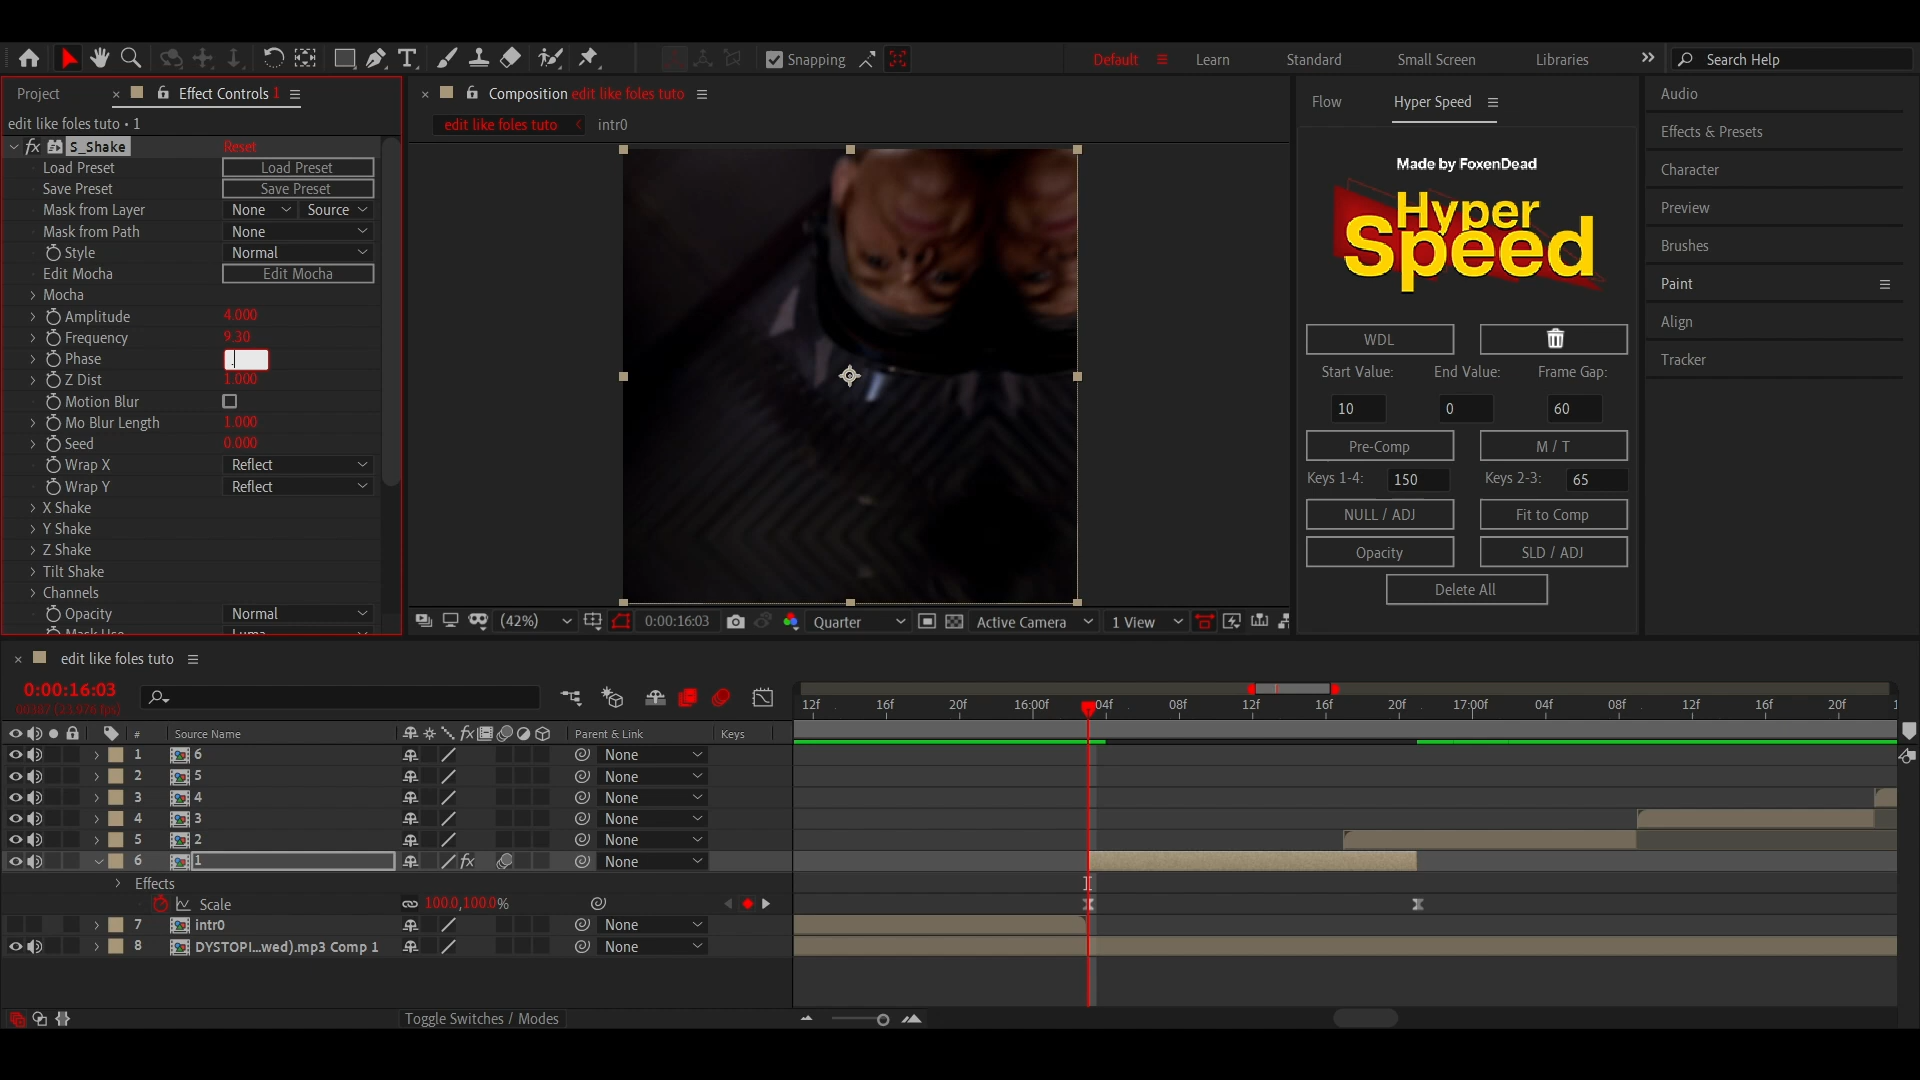 Snapping
Default
Learn
Standard
Small Screen
Libraries
Search Help
Project
Effect Controls 1
edit like foles tuto • 1
fx S_Shake Reset
Load Preset Load Preset
Save Preset Save Preset
Mask from Layer None Source
Mask from Path None
Style Normal
Edit Mocha Edit Mocha
Mocha
Amplitude 4.000
Frequency 9.30
Phase .
Z Dist 1.000
Motion Blur
Mo Blur Length 1.000
Seed 0.000
Wrap X Reflect
Wrap Y Reflect
X Shake
Y Shake
Z Shake
Tilt Shake
Channels
Opacity Normal
Mask Use Luma
Composition edit like foles tuto
edit like foles tuto intr0
(42%) 0:00:16:03 Quarter Active Camera 1 View
Flow Hyper Speed
Made by FoxenDead
Hyper
Speed
WDL
Start Value: End Value: Frame Gap:
10 0 60
Pre-Comp M / T
Keys 1-4: 150 Keys 2-3: 65
NULL / ADJ Fit to Comp
Opacity SLD / ADJ
Delete All
Audio
Effects & Presets
Character
Preview
Brushes
Paint
Align
Tracker
edit like foles tuto
0:00:16:03
12f 16f 20f 16:00f 04f 08f 12f 16f 20f 17:00f 04f 08f 12f 16f 20f
# Source Name fx Parent & Link Keys
1 6 None
2 5 None
3 4 None
4 3 None
5 2 None
6 1 fx None
Effects
Scale 100.0,100.0%
7 intr0 None
8 DYSTOPI...wed).mp3 Comp 1 None
Toggle Switches / Modes